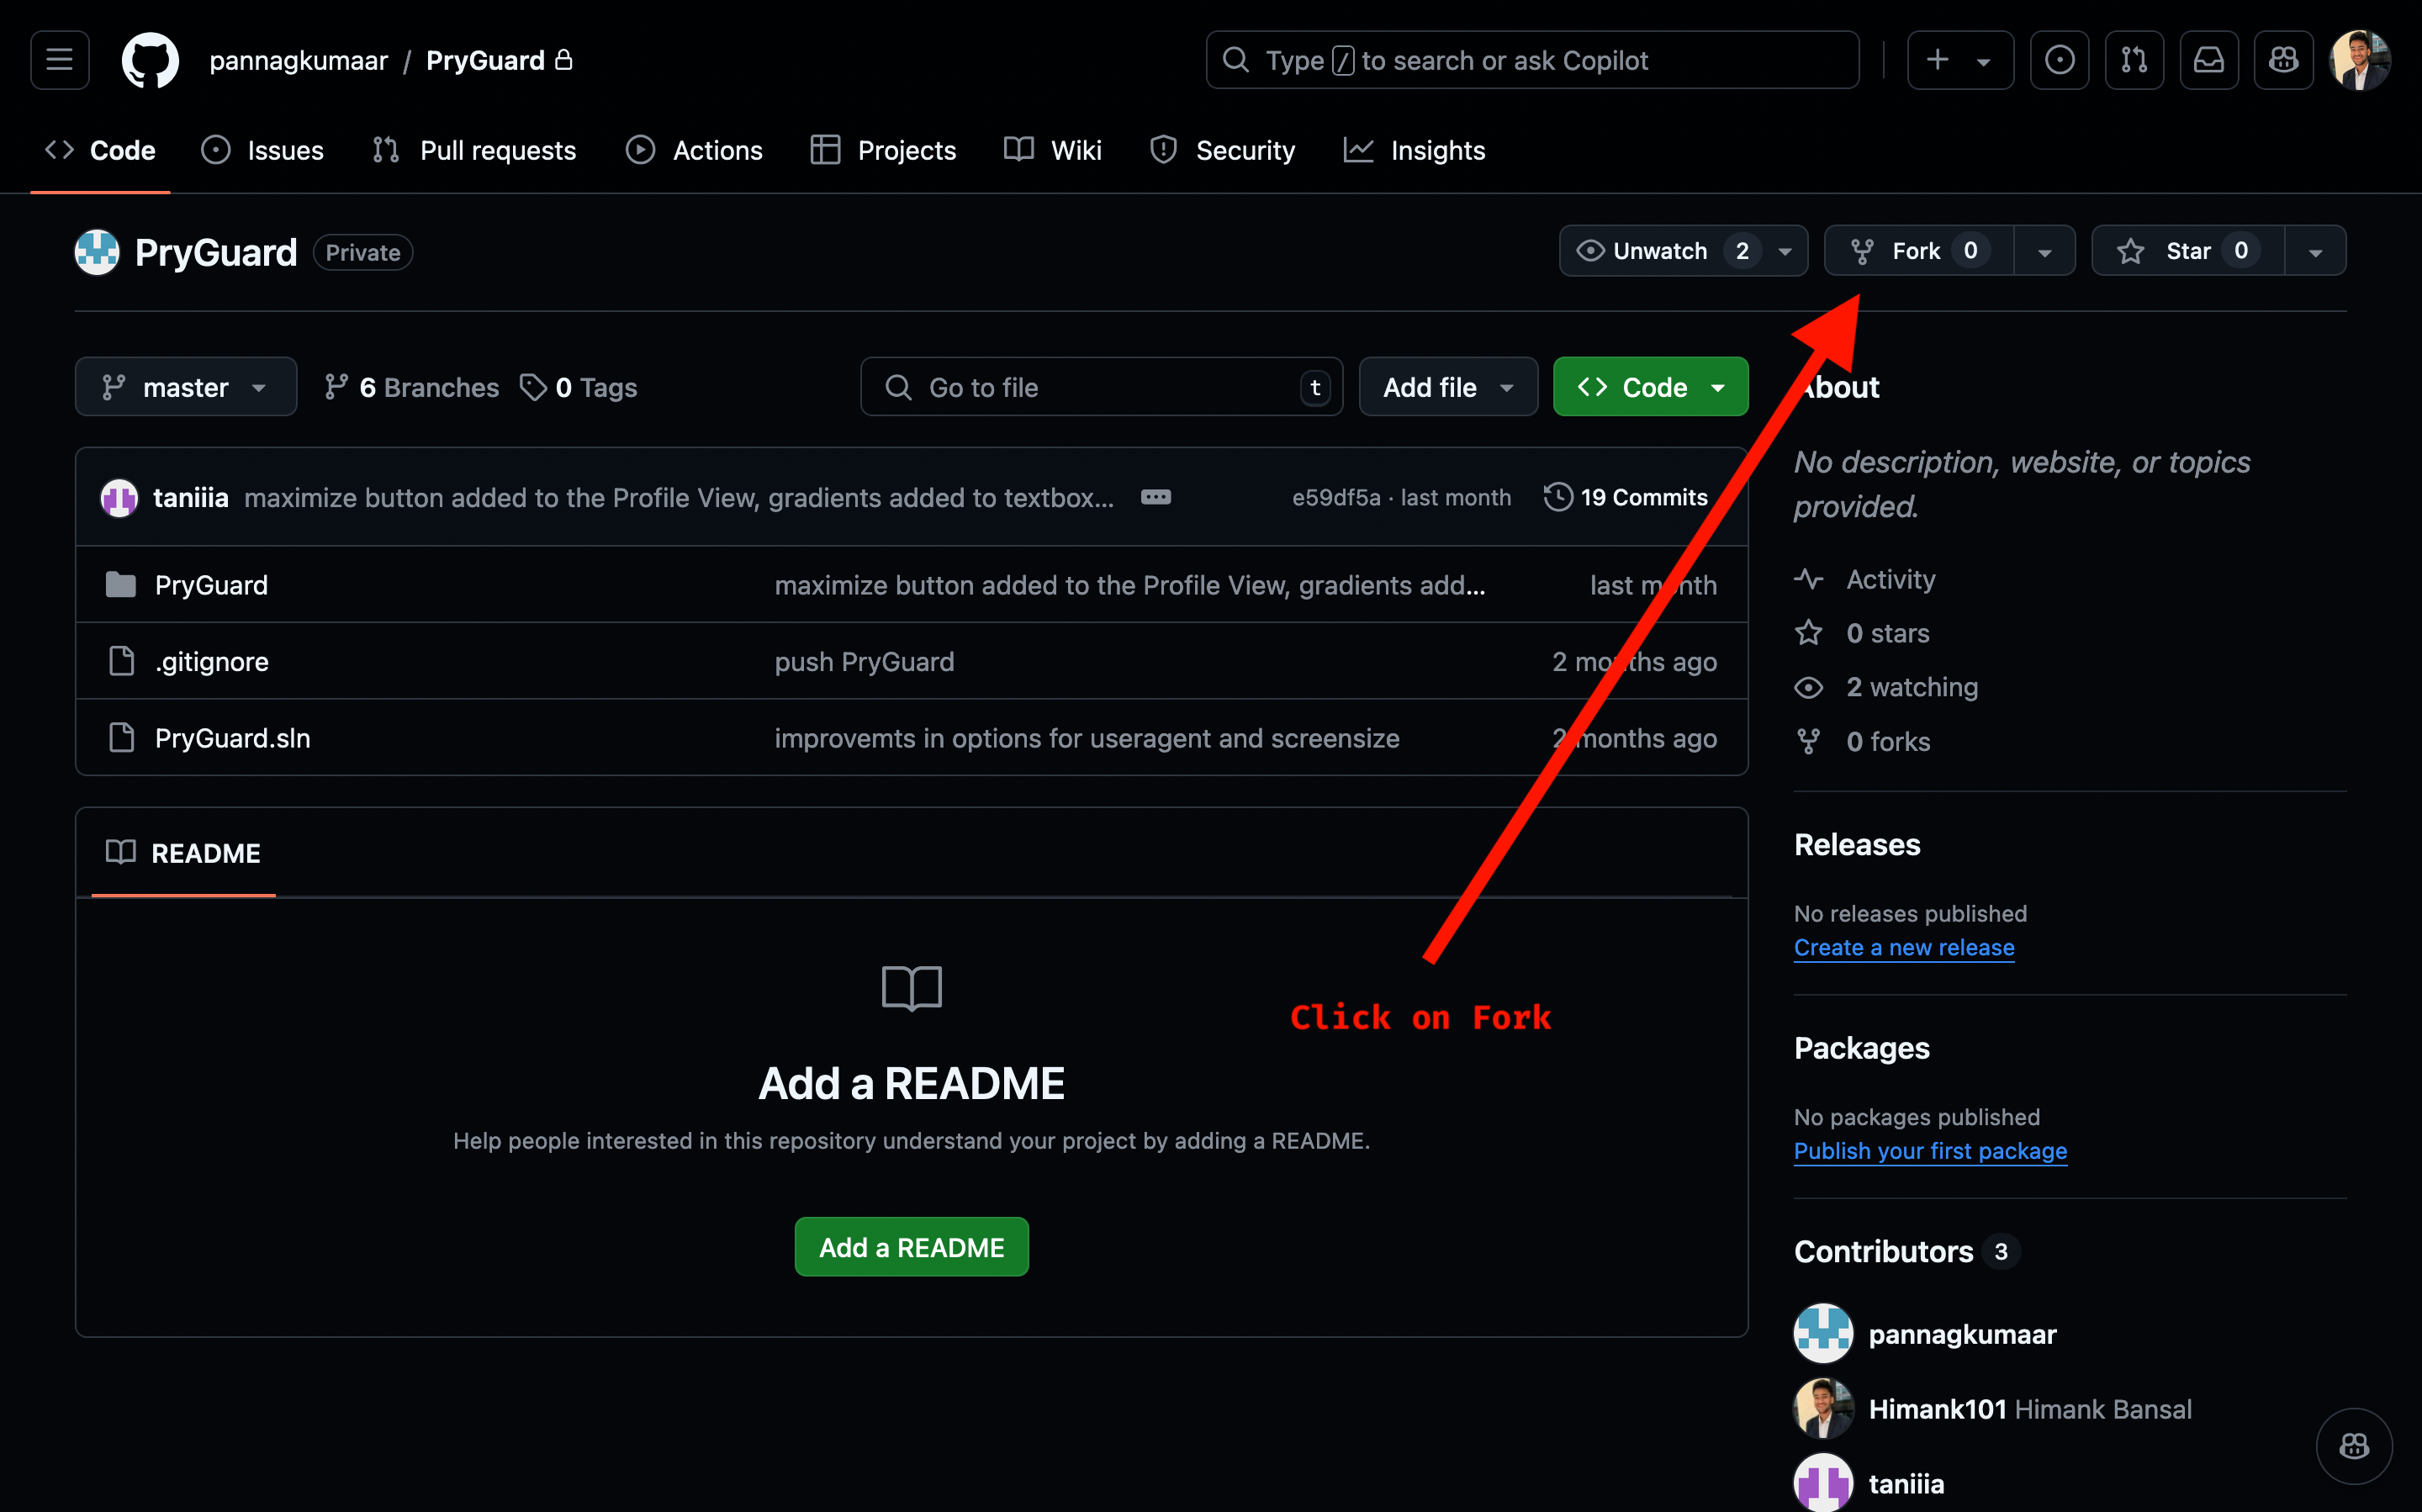 pannagkumaar / PryGuard
Type / to search or ask Copilot
Code
Issues
Pull requests
Actions
Projects
Wiki
Security
Insights
PryGuard Private
Unwatch 2
Fork 0
Star 0
master
6 Branches
0 Tags
Go to file t
Add file
Code
About
No description, website, or topics
provided.
taniiia maximize button added to the Profile View, gradients added to textbox... e59df5a · last month 19 Commits
PryGuard maximize button added to the Profile View, gradients add... last month
.gitignore push PryGuard 2 months ago
PryGuard.sln improvemts in options for useragent and screensize 2 months ago
Activity
0 stars
2 watching
0 forks
README
Add a README
Help people interested in this repository understand your project by adding a README.
Add a README
Click on Fork
Releases
No releases published
Create a new release
Packages
No packages published
Publish your first package
Contributors 3
pannagkumaar
Himank101 Himank Bansal
taniiia